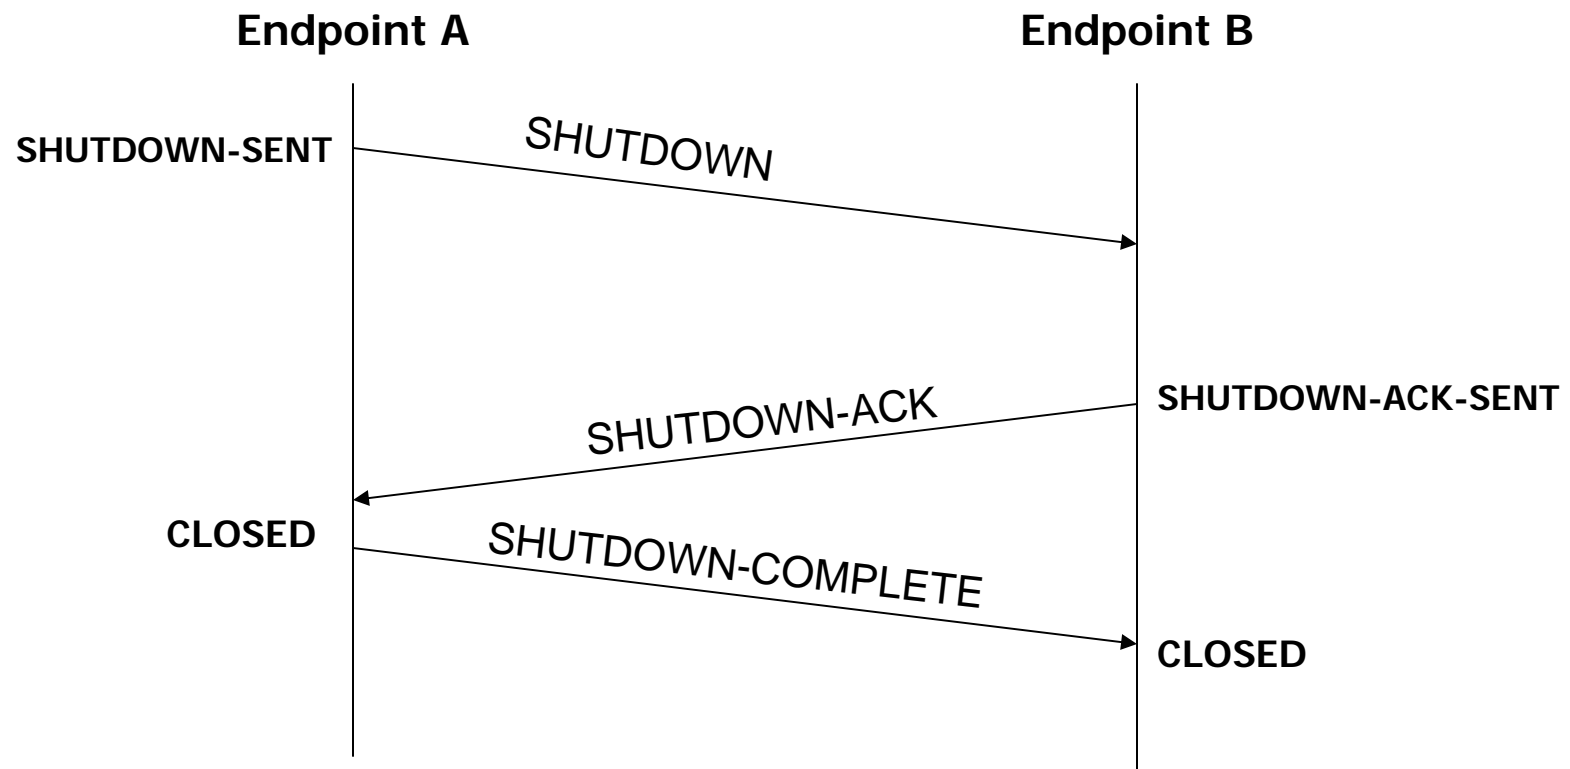 Endpoint A
Endpoint B
SHUTDOWN-SENT
SHUTDOWN
SHUTDOWN-ACK
SHUTDOWN-ACK-SENT
CLOSED
SHUTDOWN-COMPLETE
CLOSED